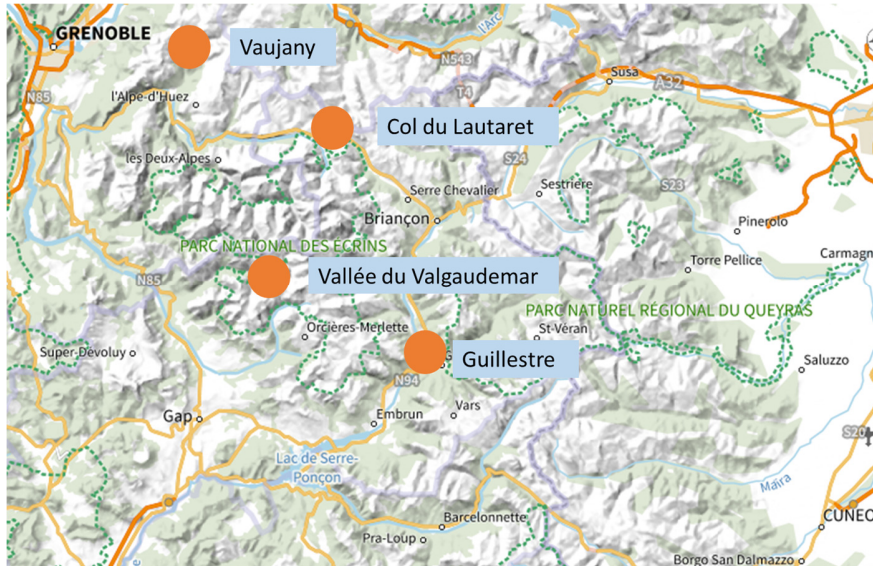 GRENOBLE
Vaujany
l'Arc
N543
T4
Susa
A32
N85
l'Alpe-d'Huez
Col du Lautaret
les Deux-Alpes
S24
Serre Chevalier
Sestrière
S23
Briançon
Pinerolo
PARC NATIONAL DES ÉCRINS
Carmagn
N85
Vallée du Valgaudemar
Torre Pellice
PARC NATUREL RÉGIONAL DU QUEYRAS
Orcières-Merlette
St-Véran
Super-Dévoluy
G
Guillestre
Saluzzo
N94
Gap
Embrun
Vars
S20
Lac de Serre-
Ponçon
Maira
Barcelonnette
CUNEO
Pra-Loup
Borgo San Dalmazzo